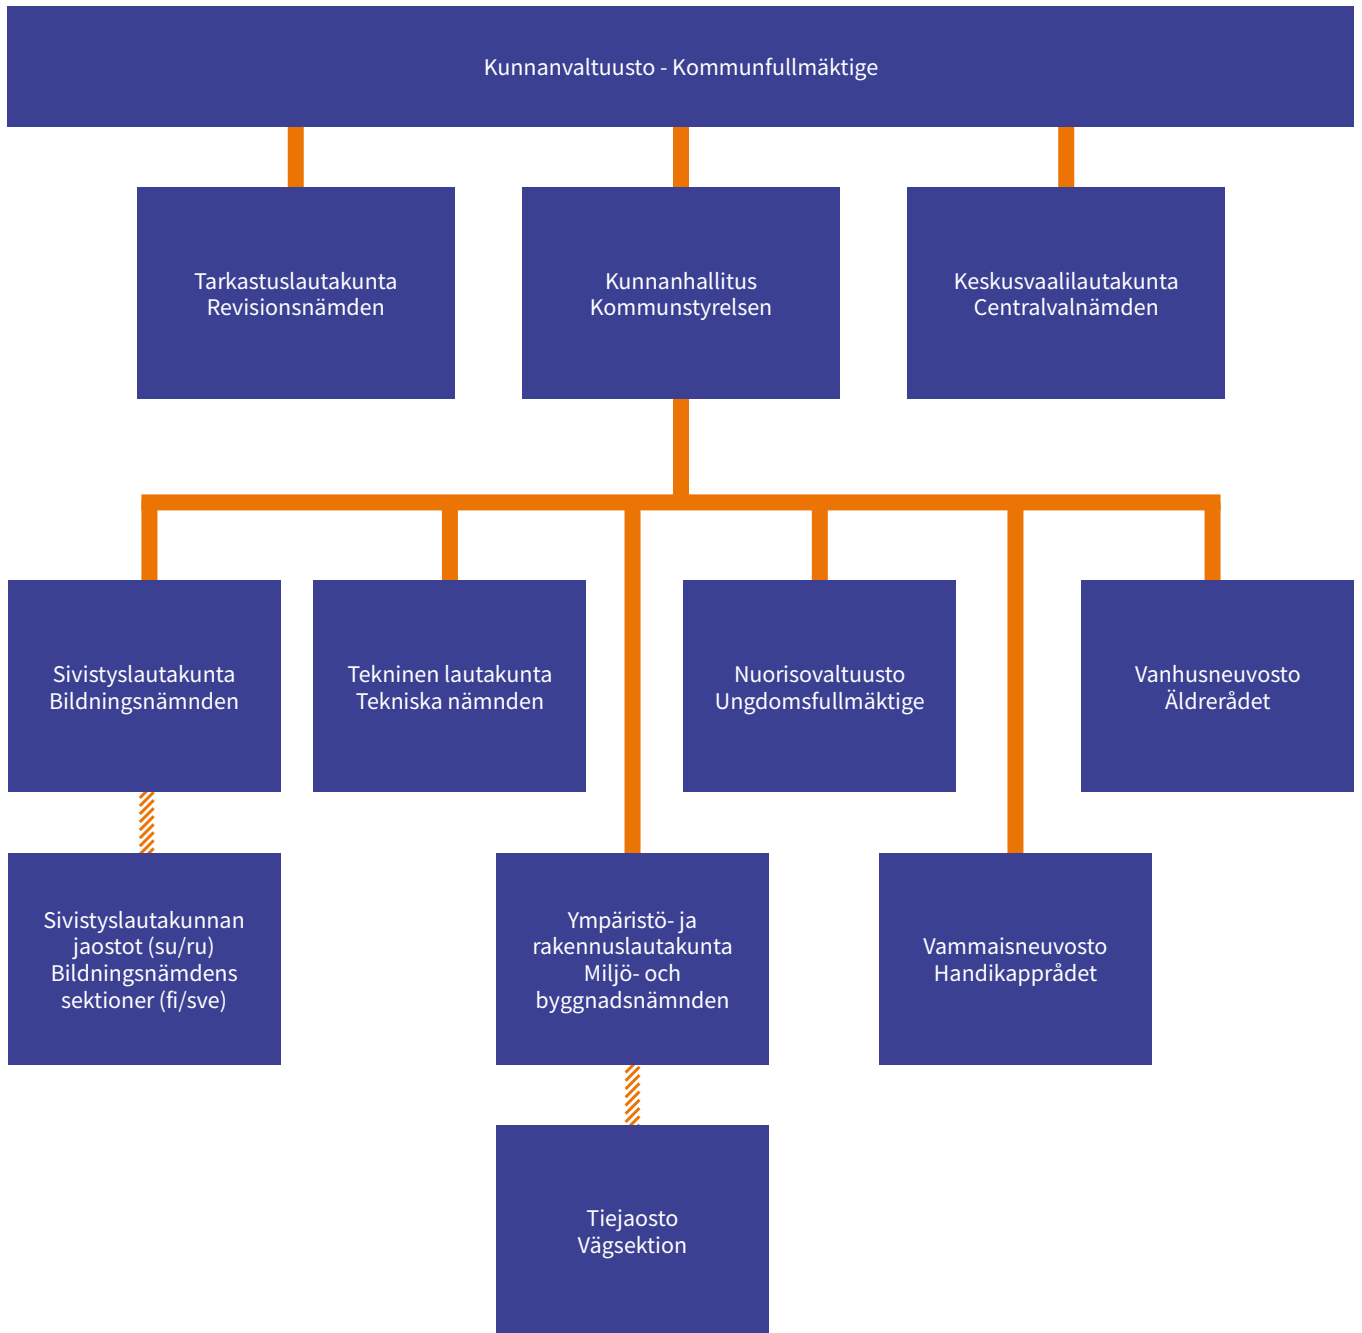 Kunnanvaltuusto - Kommunfullmäktige
Tarkastuslautakunta
Revisionsnämden
Kunnanhallitus
Kommunstyrelsen
Keskusvaalilautakunta
Centralvalnämden
Sivistyslautakunta
Bildningsnämnden
Tekninen lautakunta
Tekniska nämnden
Nuorisovaltuusto
Ungdomsfullmäktige
Vanhusneuvosto
Äldrerådet
Sivistyslautakunnan
jaostot (su/ru)
Bildningsnämdens
sektioner (fi/sve)
Ympäristö- ja
rakennuslautakunta
Miljö- och
byggnadsnämnden
Vammaisneuvosto
Handikapprådet
Tiejaosto
Vägsektion